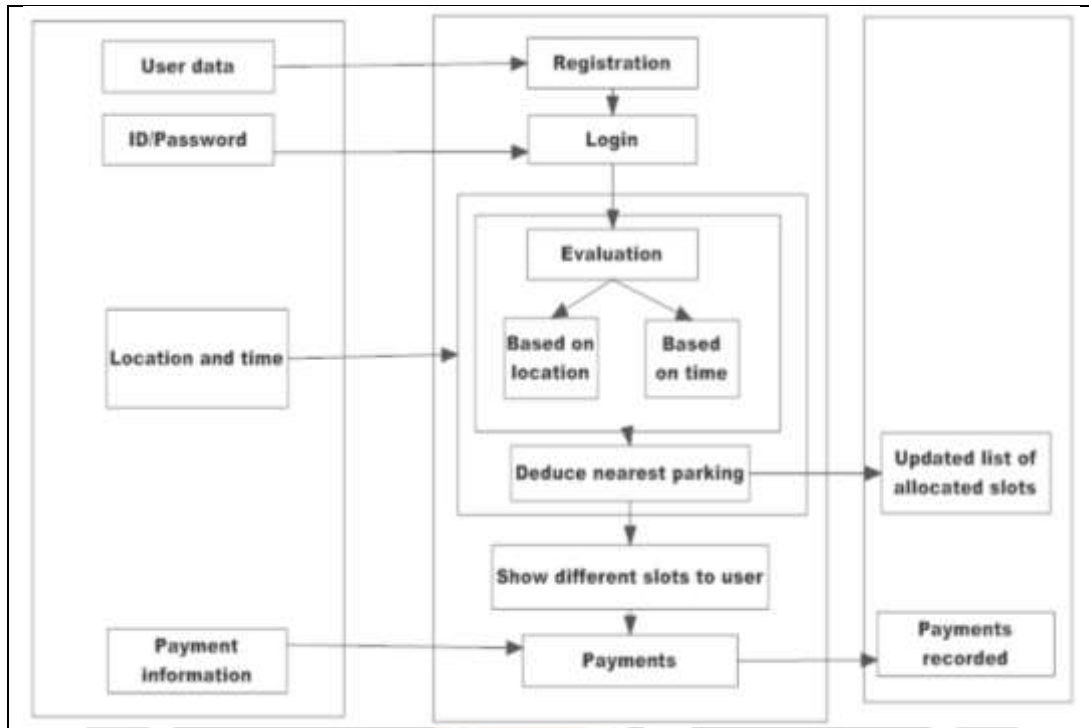 User data
Registration
ID/Password
Login
Evaluation
Location and time
Based on
location
Based
on time
Deduce nearest parking
Updated list of
allocated slots
Show different slots to user
Payment
information
Payments
Payments
recorded